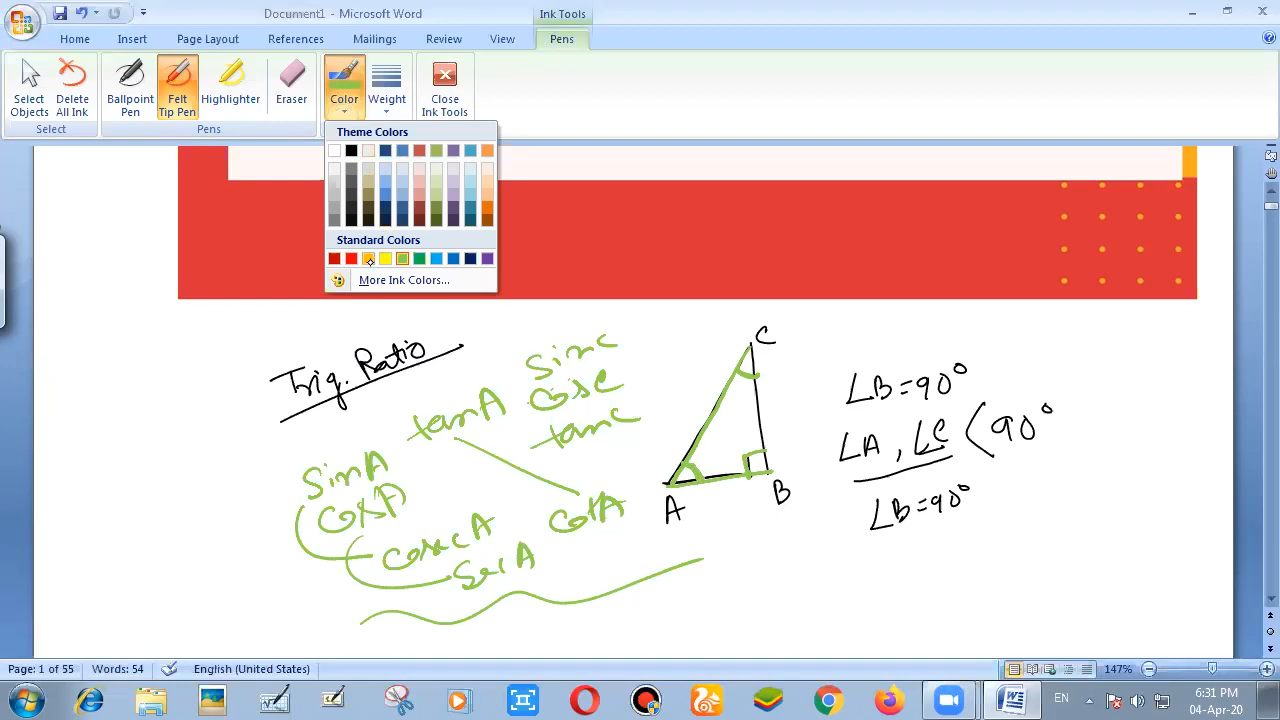 Document1 - Microsoft Word
Ink Tools
Home Insert Page Layout References Mailings Review View Pens
Select Objects
Delete All Ink
Ballpoint Pen
Felt Tip Pen
Highlighter
Eraser
Color
Weight
Close Ink Tools
Select
Pens
Theme Colors
Standard Colors
More Ink Colors...
Trig. Ratio
sinC
cosC
tanC
tanA
sinA
cosA
cosecA
secA
cotA
C
A
B
∠B=90°
∠A, ∠C < 90°
∠B=90°
Page: 1 of 55
Words: 54
English (United States)
147%
EN
6:31 PM
04-Apr-20